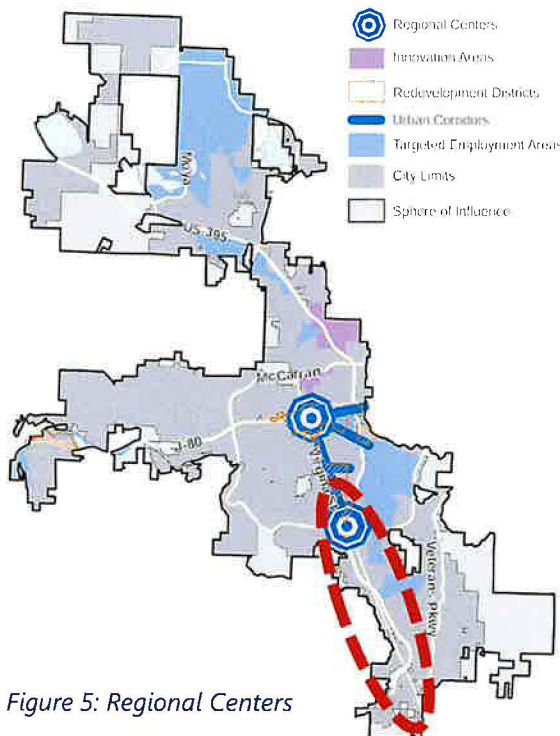 Regional Centers
Innovation Areas
Redevelopment Districts
Urban Corridors
Targeted Employment Areas
City Limits
Sphere of Influence
US-395
McCarran
I-80
Veterans Pkwy
Figure 5: Regional Centers